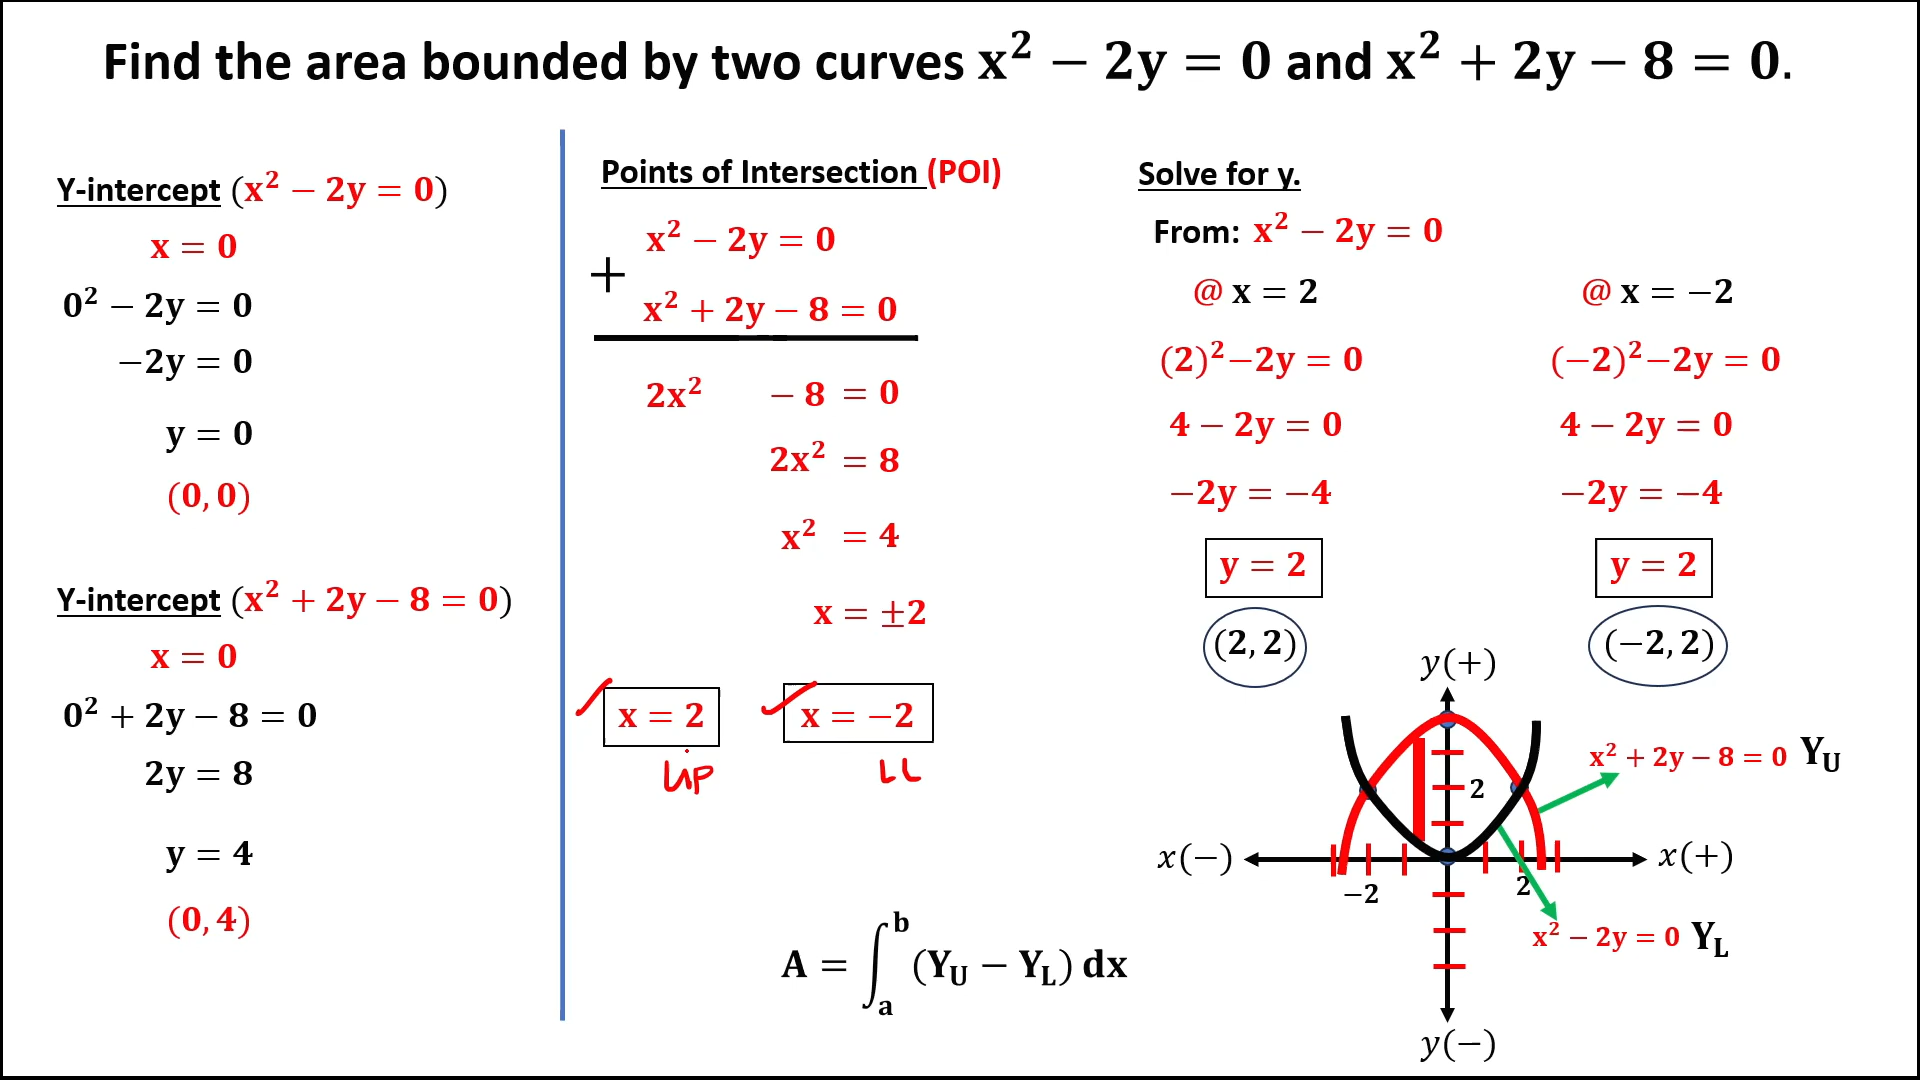 Find the area bounded by two curves x² − 2y = 0 and x² + 2y − 8 = 0.
Y-intercept (x² − 2y = 0)
x = 0
0² − 2y = 0
−2y = 0
y = 0
(0, 0)
Y-intercept (x² + 2y − 8 = 0)
x = 0
0² + 2y − 8 = 0
2y = 8
y = 4
(0, 4)
Points of Intersection (POI)
x² − 2y = 0
+
x² + 2y − 8 = 0
2x² − 8 = 0
2x² = 8
x² = 4
x = ±2
x = 2
x = −2
UP
LL
A = ∫ₐᵇ (Y_U − Y_L) dx
Solve for y.
From: x² − 2y = 0
@ x = 2
(2)² −2y = 0
4 − 2y = 0
−2y = −4
y = 2
(2, 2)
@ x = −2
(−2)² −2y = 0
4 − 2y = 0
−2y = −4
y = 2
(−2, 2)
y(+)
x² + 2y − 8 = 0 Y_U
2
x(−)
x(+)
−2
2
x² − 2y = 0 Y_L
y(−)